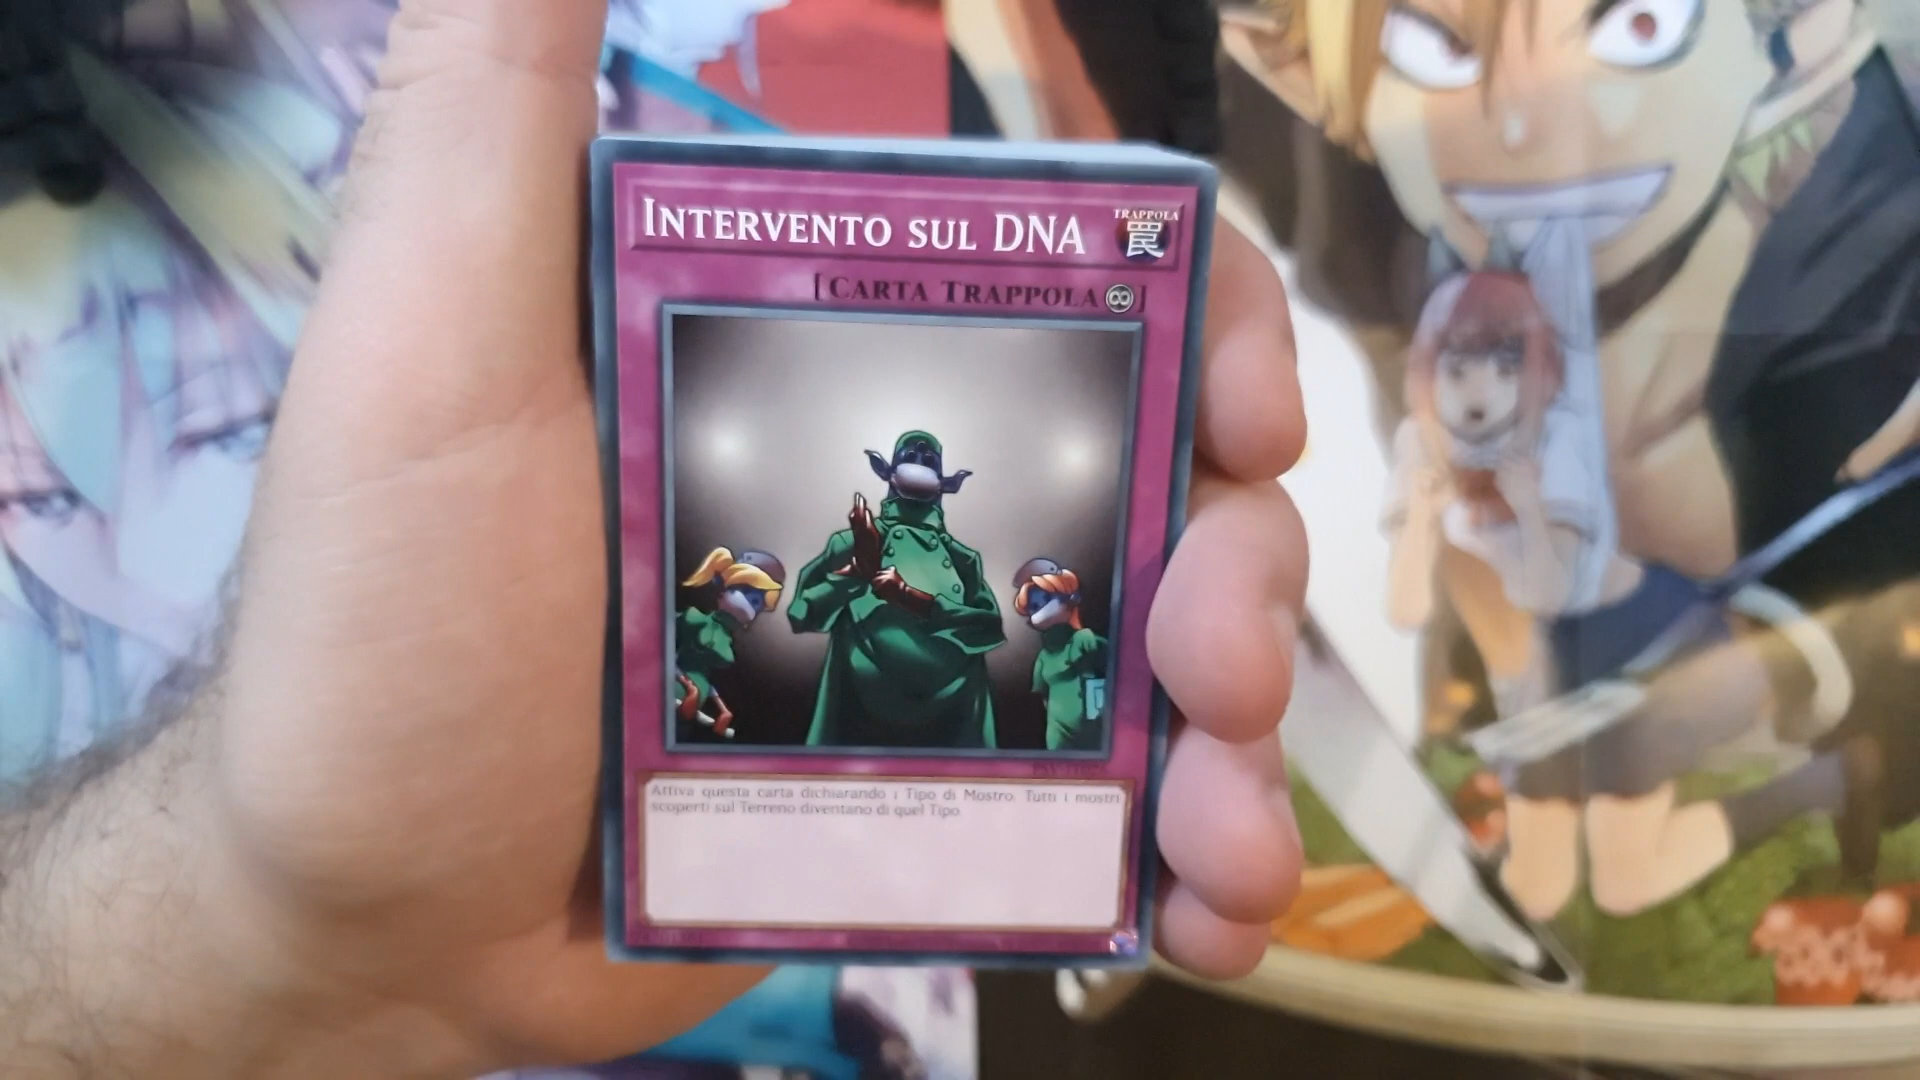 INTERVENTO SUL DNA
TRAPPOLA
罠
[CARTA TRAPPOLA]
Attiva questa carta dichiarando 1 Tipo di Mostro. Tutti i mostri
scoperti sul Terreno diventano di quel Tipo.